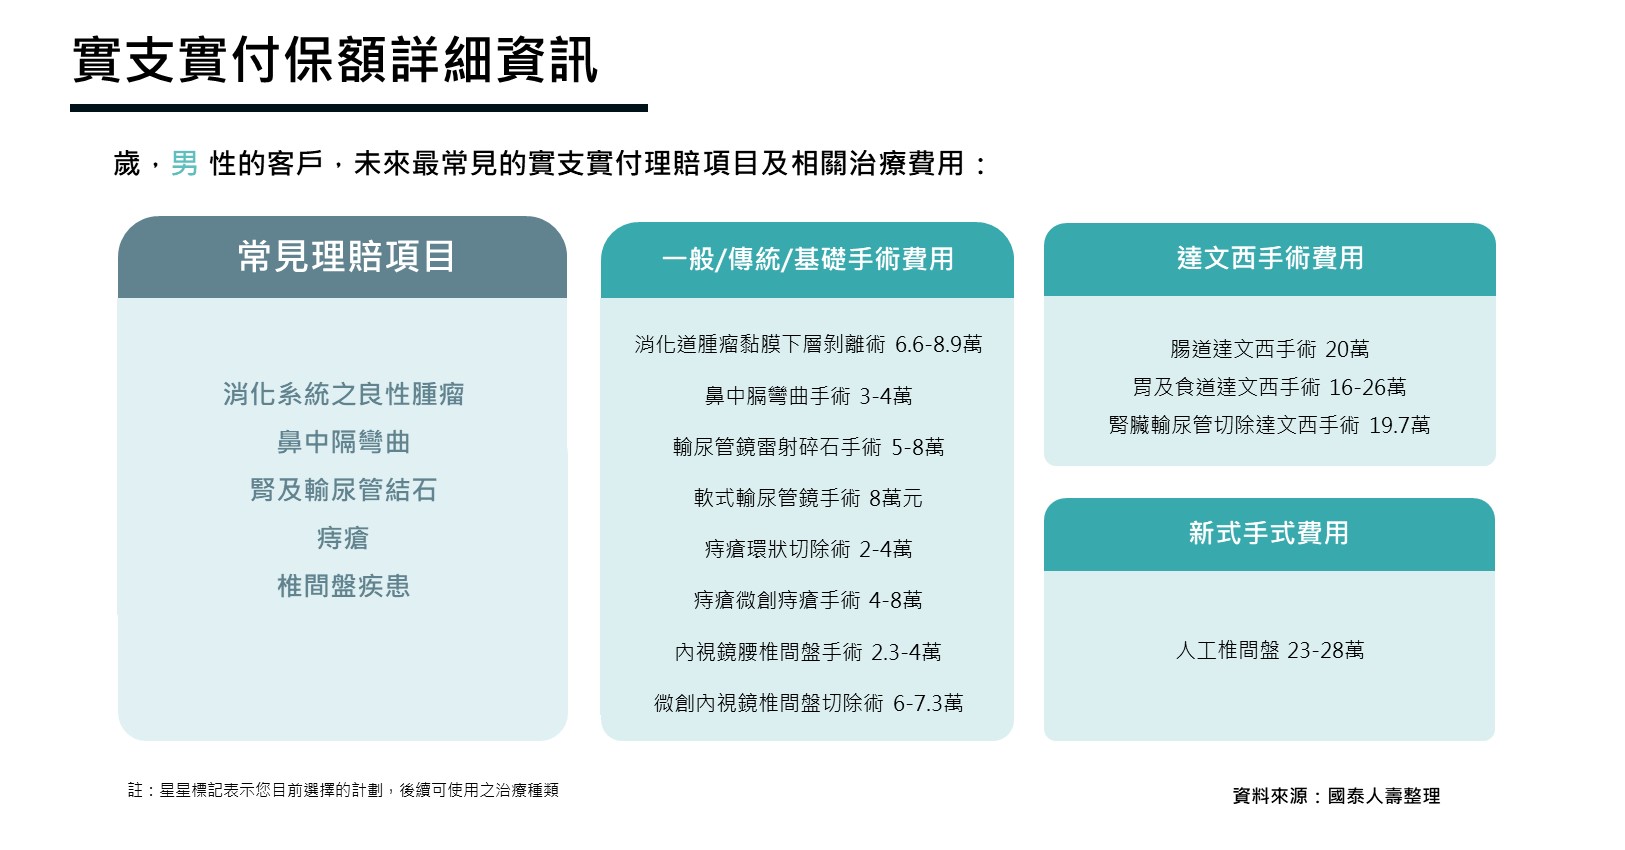 實支實付保額詳細資訊
歲，男 性的客戶，未來最常見的實支實付理賠項目及相關治療費用：
常見理賠項目
消化系統之良性腫瘤
鼻中隔彎曲
腎及輸尿管結石
痔瘡
椎間盤疾患
一般/傳統/基礎手術費用
消化道腫瘤黏膜下層剝離術 6.6-8.9萬
鼻中膈彎曲手術 3-4萬
輸尿管鏡雷射碎石手術 5-8萬
軟式輸尿管鏡手術 8萬元
痔瘡環狀切除術 2-4萬
痔瘡微創痔瘡手術 4-8萬
內視鏡腰椎間盤手術 2.3-4萬
微創內視鏡椎間盤切除術 6-7.3萬
達文西手術費用
腸道達文西手術 20萬
胃及食道達文西手術 16-26萬
腎臟輸尿管切除達文西手術 19.7萬
新式手式費用
人工椎間盤 23-28萬
註：星星標記表示您目前選擇的計劃，後續可使用之治療種類
資料來源：國泰人壽整理